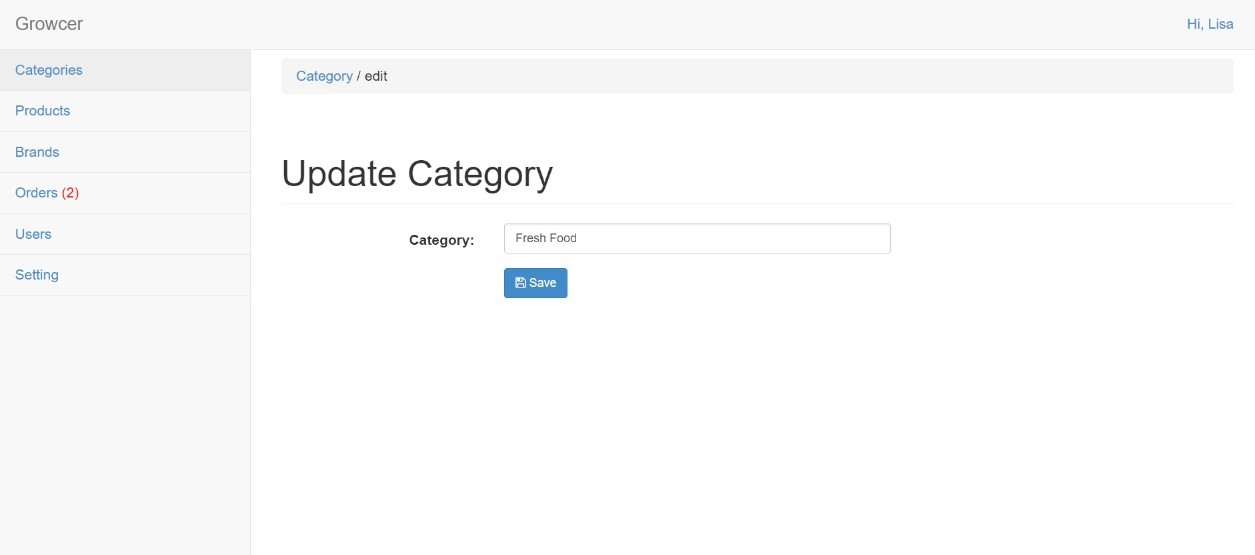 Growcer
Hi, Lisa
Categories
Products
Brands
Orders (2)
Users
Setting
Category / edit
Update Category
Category:
Fresh Food
Save